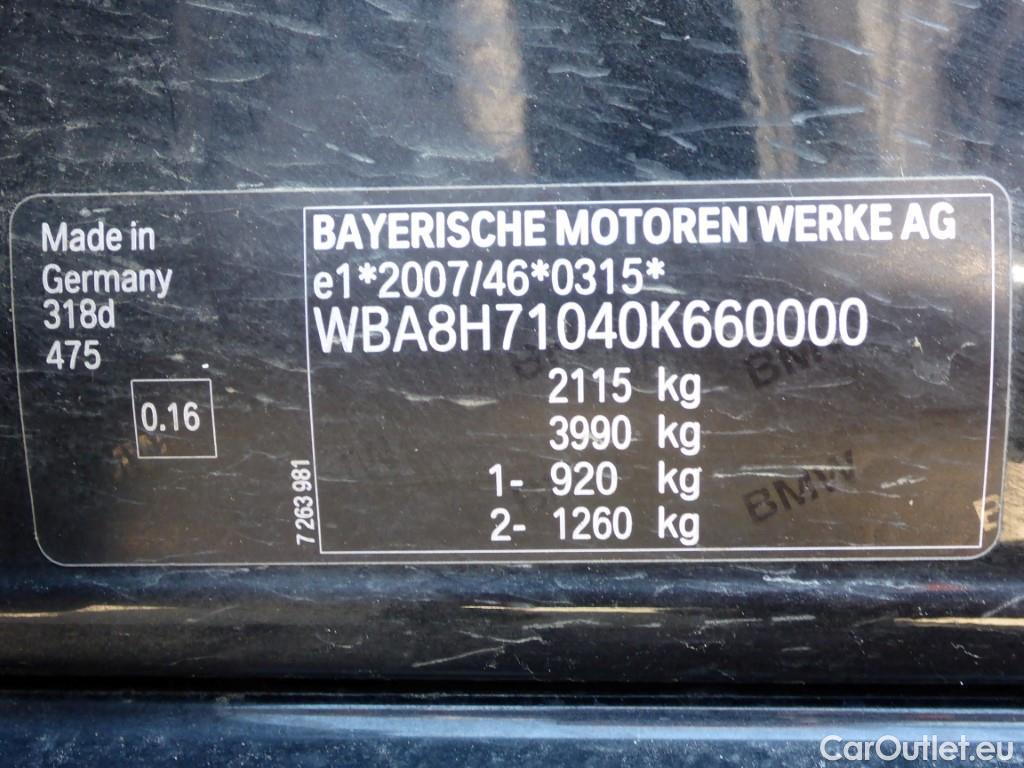 Made in
Germany
318d
475
0.16
7 263 981
BAYERISCHE MOTOREN WERKE AG
e1*2007/46*0315*
WBA8H71040K660000
2115 kg
3990 kg
1- 920 kg
2- 1260 kg
BMW
BMW
CarOutlet.eu